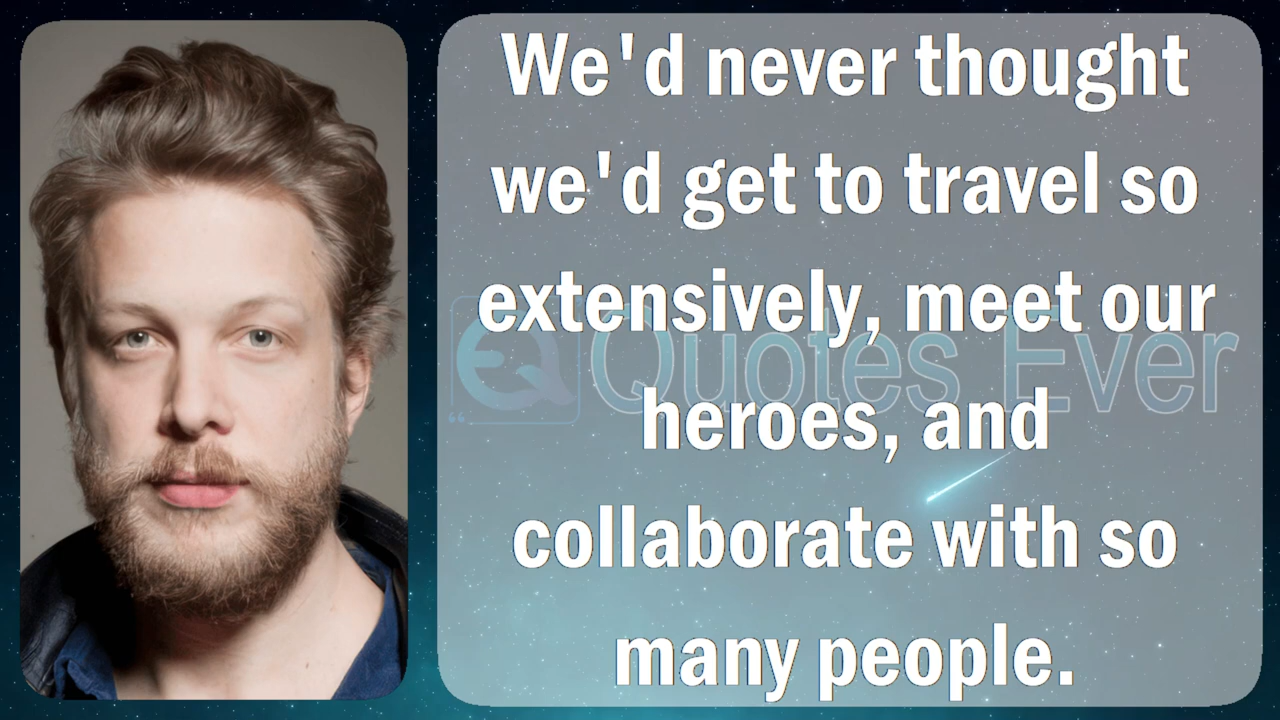 We'd never thought
we'd get to travel so
extensively, meet our
Quotes Ever
heroes, and
collaborate with so
many people.